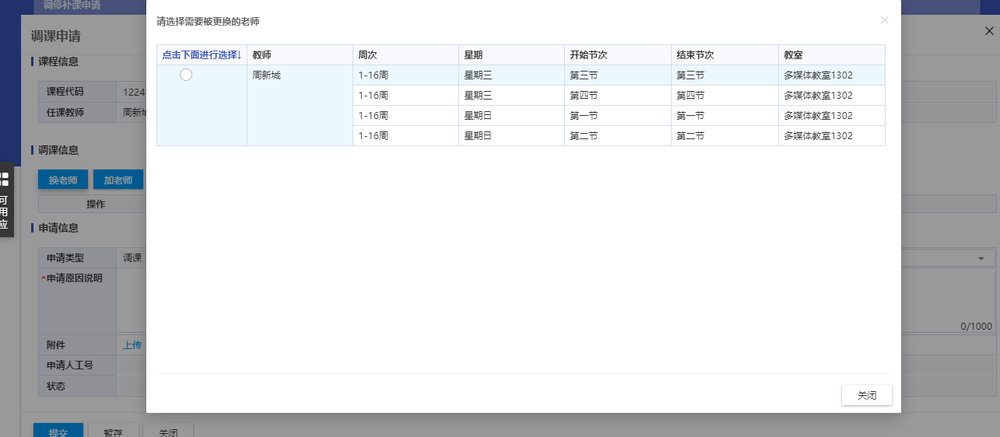 调停补课申请
请选择需要被更换的老师
调课申请
课程信息
点击下面进行选择↓ 教师 周次 星期 开始节次 结束节次 教室
周新城 1-16周 星期三 第三节 第三节 多媒体教室1302
1-16周 星期三 第四节 第四节 多媒体教室1302
1-16周 星期日 第一节 第一节 多媒体教室1302
1-16周 星期日 第二节 第二节 多媒体教室1302
课程代码 1224
任课教师 周新城
调课信息
换老师 加老师
操作
可用应
申请信息
申请类型 调课
*申请原因说明
0/1000
附件 上传
申请人工号
状态
关闭
提交 暂存 关闭